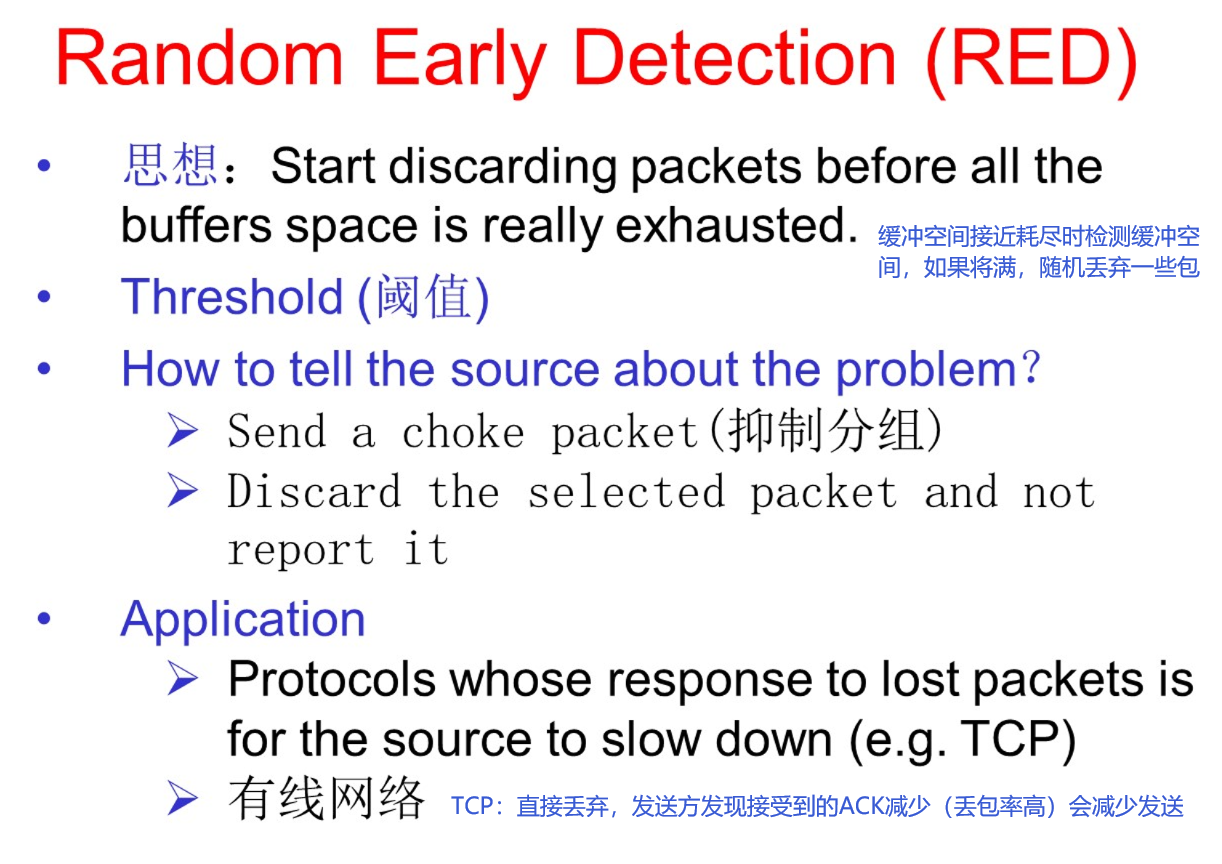 Random Early Detection (RED)
• 思想：Start discarding packets before all the
buffers space is really exhausted.
缓冲空间接近耗尽时检测缓冲空
间，如果将满，随机丢弃一些包
• Threshold (阈值)
• How to tell the source about the problem？
➢ Send a choke packet(抑制分组)
➢ Discard the selected packet and not
report it
• Application
➢ Protocols whose response to lost packets is
for the source to slow down (e.g. TCP)
➢ 有线网络
TCP：直接丢弃，发送方发现接受到的ACK减少（丢包率高）会减少发送